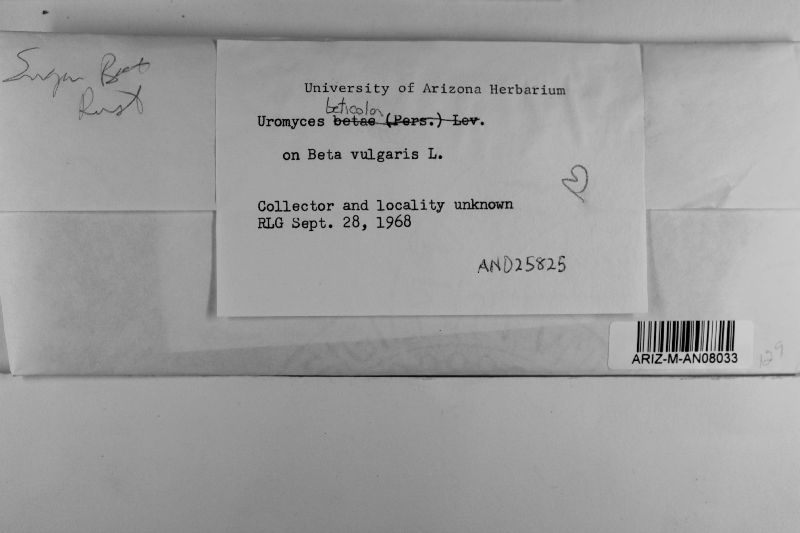 Sugar Beet
Rust
University of Arizona Herbarium
beticola
Uromyces betae (Pers.) Lev.
on Beta vulgaris L.
Collector and locality unknown
RLG Sept. 28, 1968
AND25825
ARIZ-M-AN08033
129